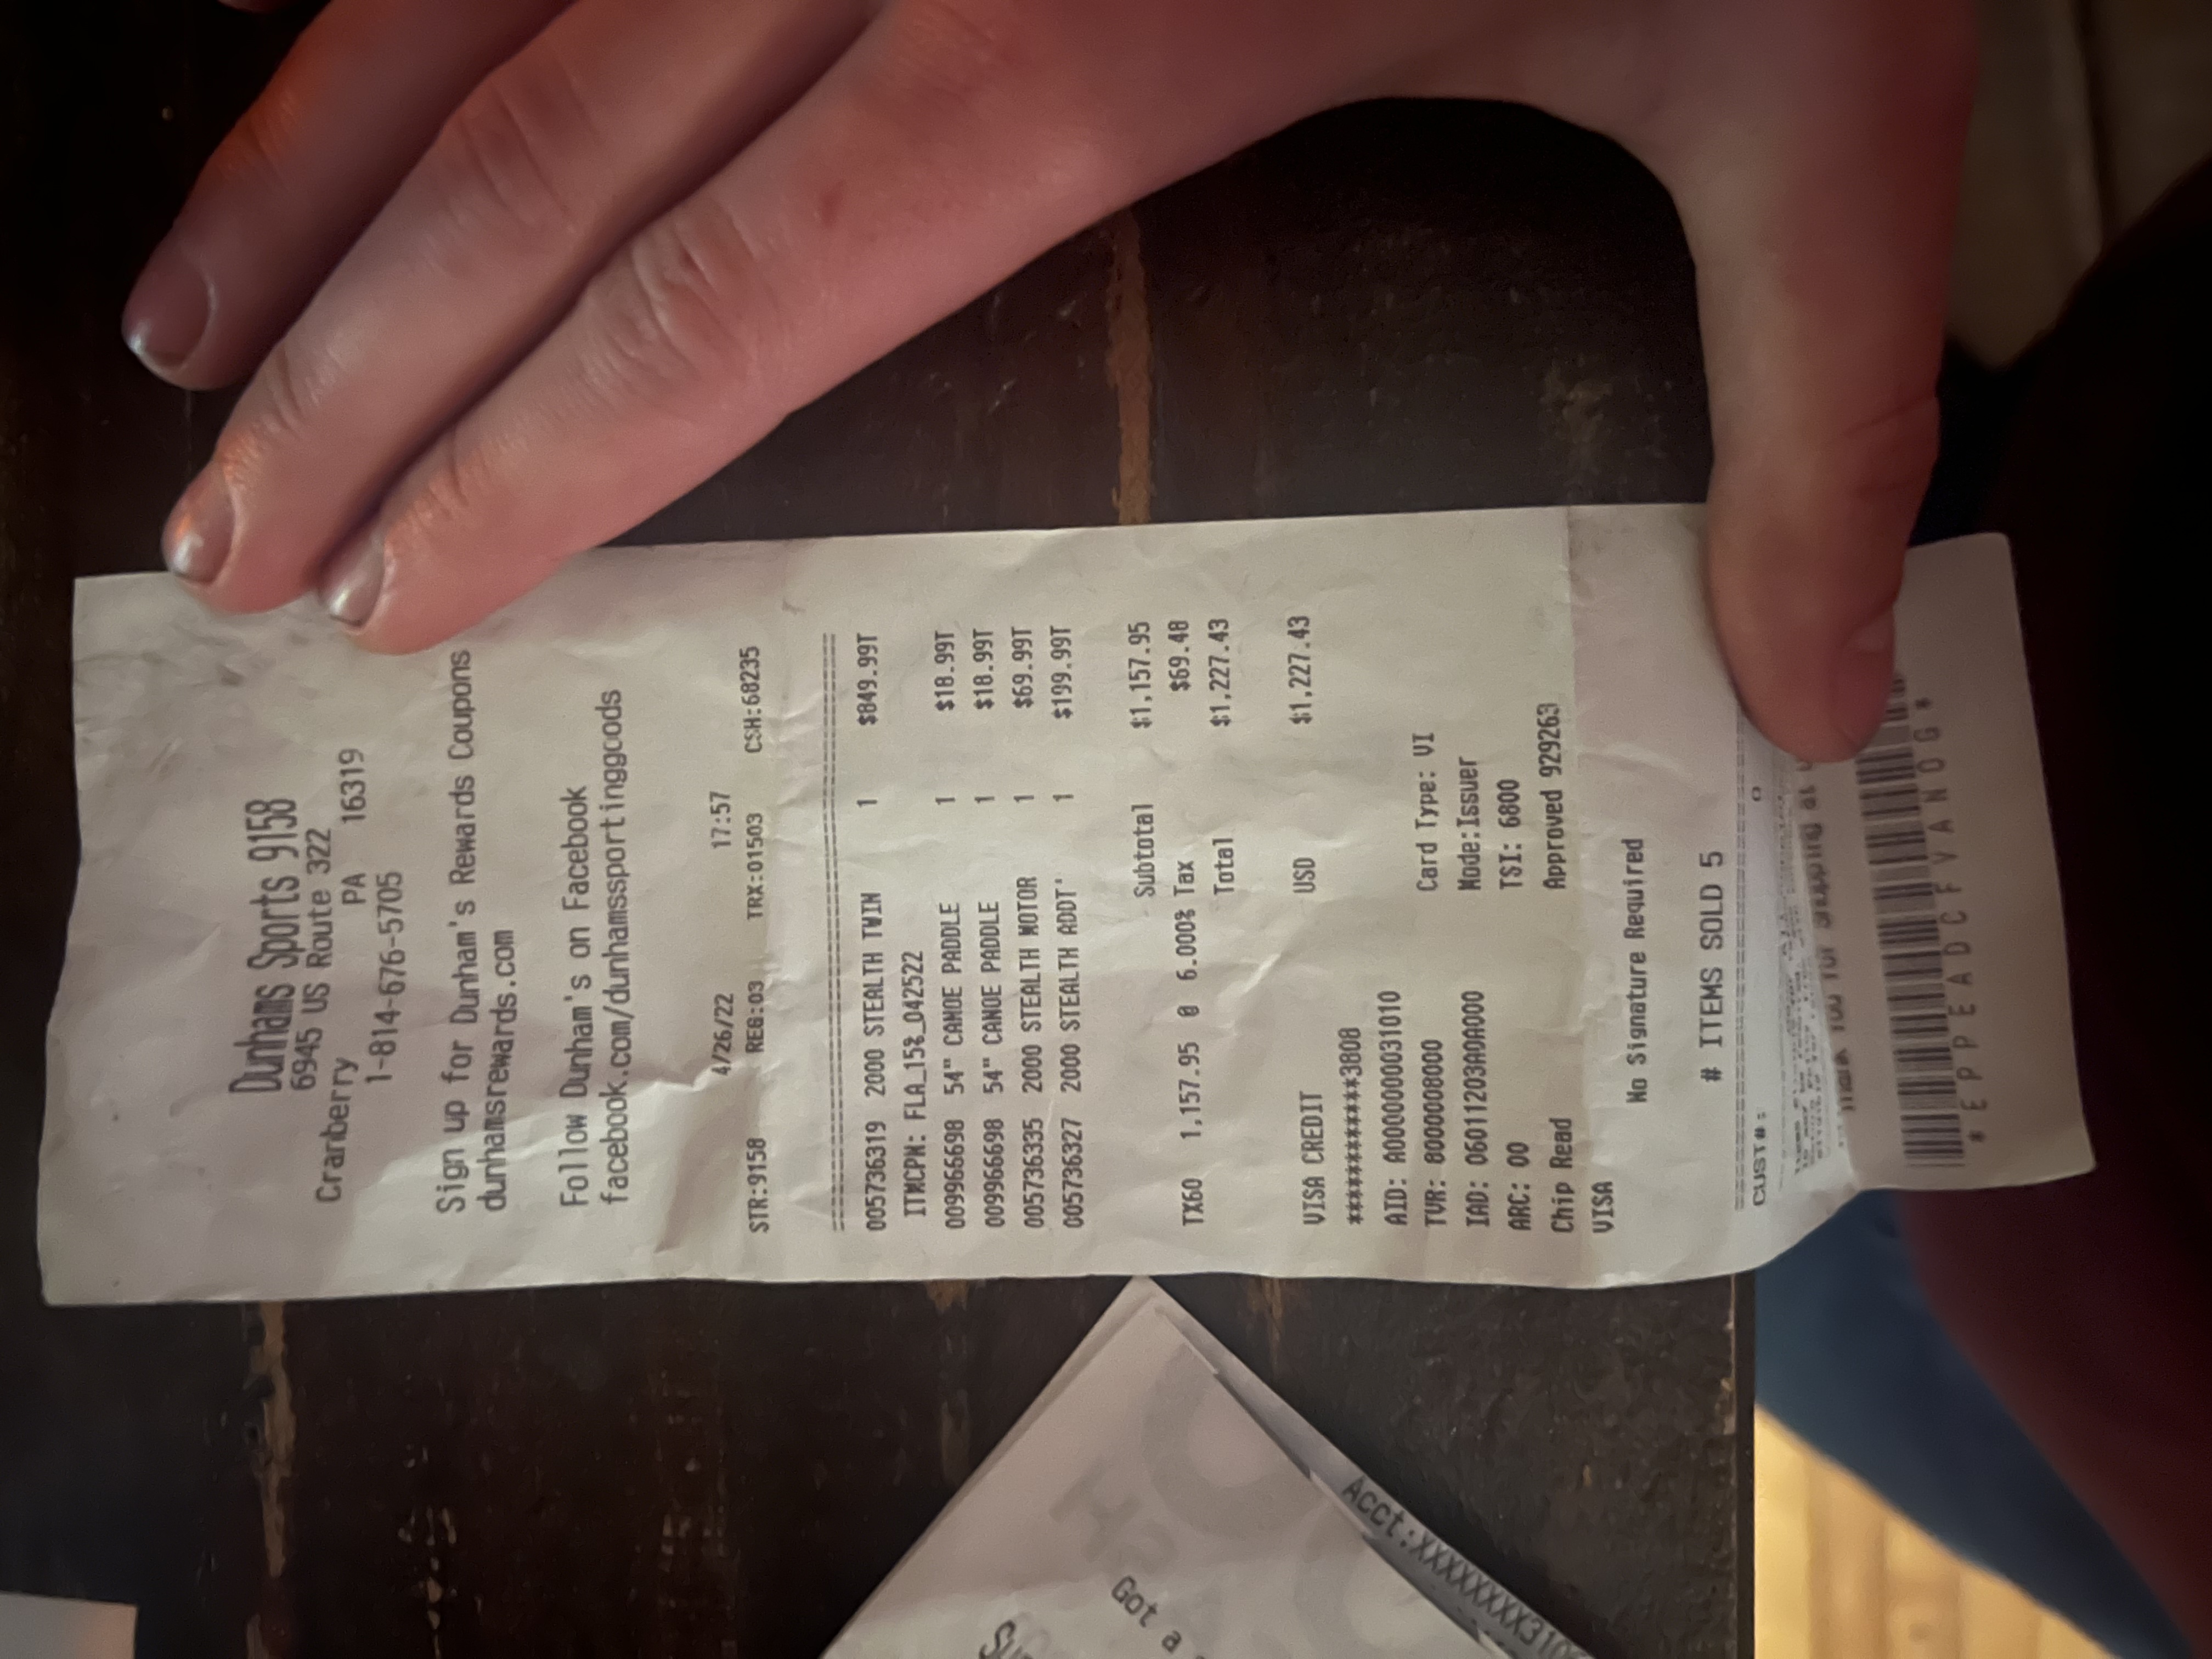 Dunhams Sports 9158
6945 US Route 322
Cranberry PA 16319
1-814-676-5705
Sign up for Dunham's Rewards Coupons
dunhamsrewards.com
Follow Dunham's on Facebook
facebook.com/dunhamssportinggoods
4/26/22 17:57
STR:9158 REG:03 TRX:01503 CSH:68235
005736319 2000 STEALTH TWIN 1 $849.99T
ITMCPN: FLA_15%_042522
009966698 54" CANOE PADDLE 1 $18.99T
009966698 54" CANOE PADDLE 1 $18.99T
005736335 2000 STEALTH MOTOR 1 $69.99T
005736327 2000 STEALTH ADDT' 1 $199.99T
Subtotal $1,157.95
TX60 1,157.95 @ 6.000% Tax $69.48
Total $1,227.43
VISA CREDIT USD $1,227.43
************3808
AID: A0000000031010 Card Type: VI
TVR: 8000008000 Mode:Issuer
IAD: 06011203A0A000 TSI: 6800
ARC: 00
Chip Read Approved 929263
VISA
No Signature Required
# ITEMS SOLD 5
CUST#:
Thank You for shopping at
*EPPEADCFVANOG*
Got a
Acct:XXXXXXXX310